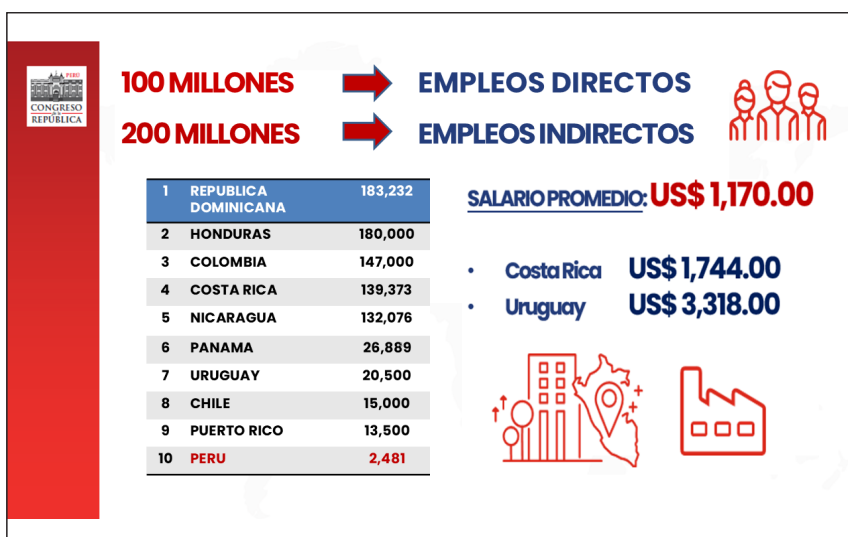 PERÚ
CONGRESO
REPÚBLICA
100 MILLONES EMPLEOS DIRECTOS
200 MILLONES EMPLEOS INDIRECTOS
1 REPUBLICA DOMINICANA 183,232
2 HONDURAS 180,000
3 COLOMBIA 147,000
4 COSTA RICA 139,373
5 NICARAGUA 132,076
6 PANAMA 26,889
7 URUGUAY 20,500
8 CHILE 15,000
9 PUERTO RICO 13,500
10 PERU 2,481
SALARIO PROMEDIO: US$ 1,170.00
• Costa Rica US$ 1,744.00
• Uruguay US$ 3,318.00